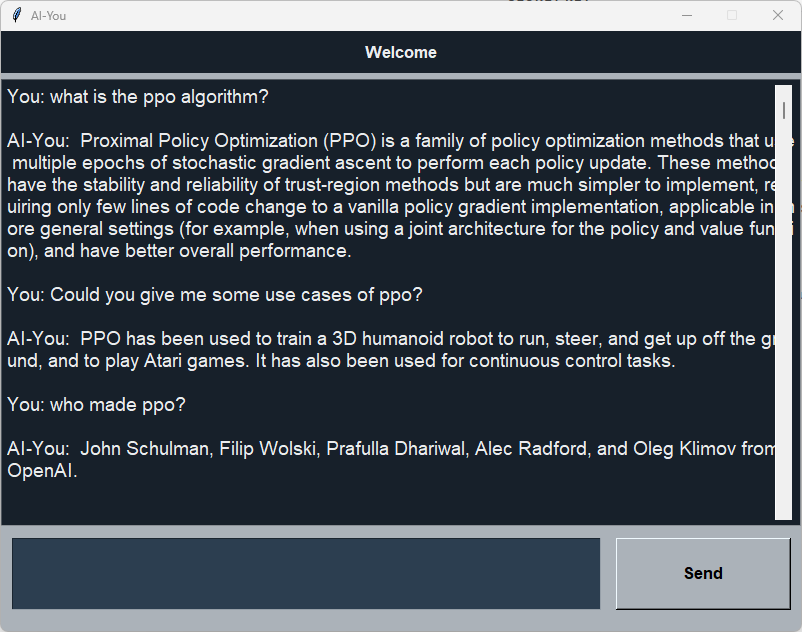 AI-You
Welcome
You: what is the ppo algorithm?
AI-You:  Proximal Policy Optimization (PPO) is a family of policy optimization methods that u e
multiple epochs of stochastic gradient ascent to perform each policy update. These method
have the stability and reliability of trust-region methods but are much simpler to implement, re
uiring only few lines of code change to a vanilla policy gradient implementation, applicable in
ore general settings (for example, when using a joint architecture for the policy and value fun
on), and have better overall performance.
You: Could you give me some use cases of ppo?
AI-You:  PPO has been used to train a 3D humanoid robot to run, steer, and get up off the gr
und, and to play Atari games. It has also been used for continuous control tasks.
You: who made ppo?
AI-You:  John Schulman, Filip Wolski, Prafulla Dhariwal, Alec Radford, and Oleg Klimov from
OpenAI.
Send